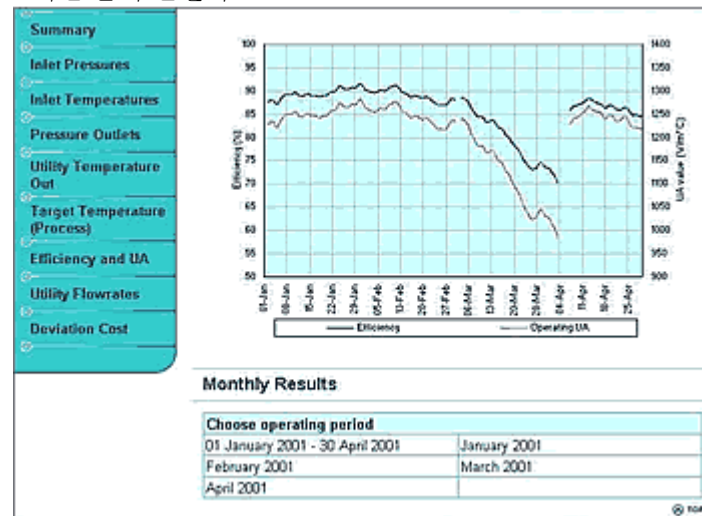 Summary
Inlet Pressures
Inlet Temperatures
Pressure Outlets
Utility Temperature
Out
Target Temperature
(Process)
Efficiency and UA
Utility Flowrates
Deviation Cost
100
95
90
85
80
75
70
65
60
55
50
Efficiency (%)
1400
1350
1300
1250
1200
1150
1100
1050
1000
950
900
UA value
01-Jan
08-Jan
15-Jan
22-Jan
29-Jan
05-Feb
13-Feb
20-Feb
27-Feb
06-Mar
13-Mar
20-Mar
28-Mar
04-Apr
11-Apr
18-Apr
25-Apr
Efficiency
Operating UA
Monthly Results
Choose operating period
01 January 2001 - 30 April 2001
January 2001
February 2001
March 2001
April 2001